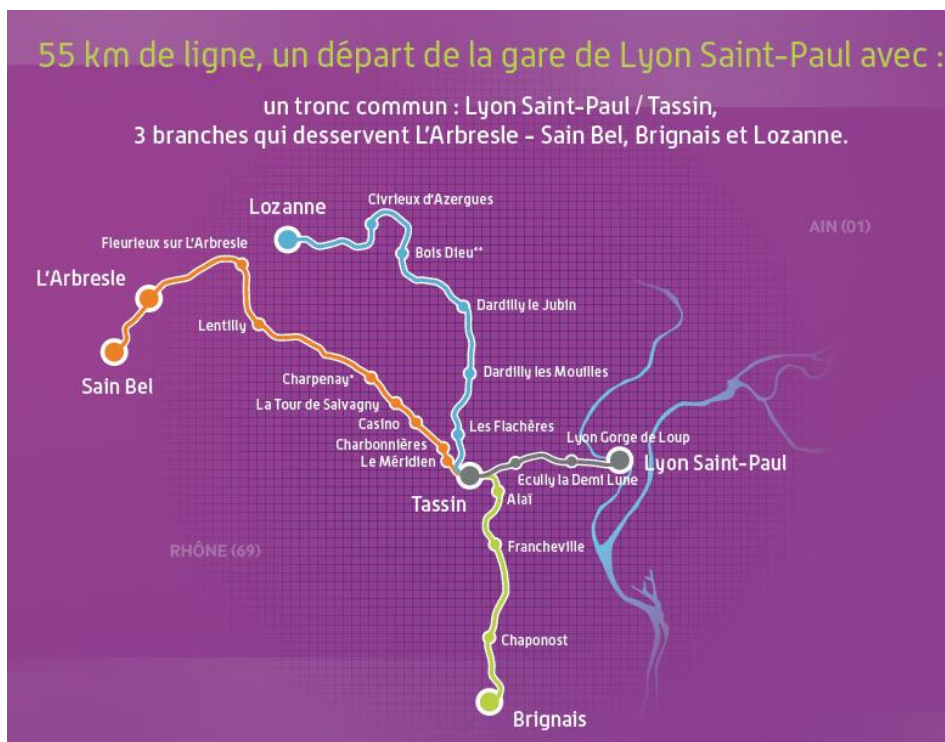 55 km de ligne, un départ de la gare de Lyon Saint-Paul avec :
un tronc commun : Lyon Saint-Paul / Tassin,
3 branches qui desservent L'Arbresle - Sain Bel, Brignais et Lozanne.
Civrieux d'Azergues
Lozanne
AIN (01)
Fleurieux sur L'Arbresle
Bois Dieu**
L'Arbresle
Dardilly le Jubin
Lentilly
Sain Bel
Charpenay*
Dardilly les Mouilles
La Tour de Salvagny
Casino
Les Flachères
Lyon Gorge de Loup
Charbonnières
Le Méridien
Lyon Saint-Paul
Ecully la Demi Lune
Tassin
Alaï
Francheville
RHÔNE (69)
Chaponost
Brignais